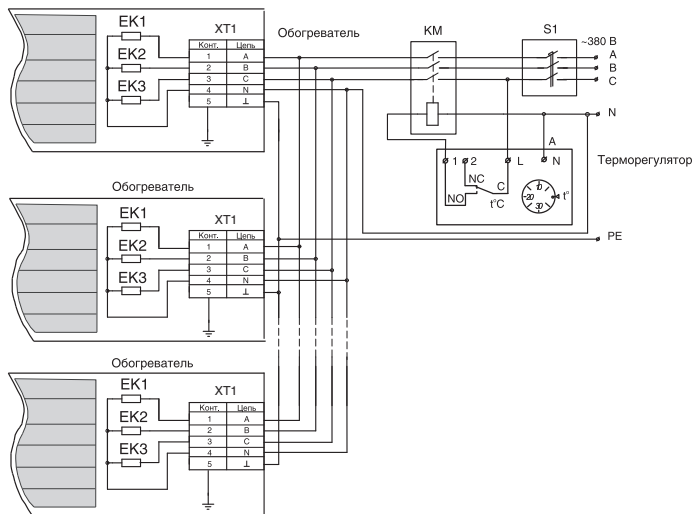 EK1
EK2
EK3
XT1
Конт. Цепь
1 A
2 B
3 C
4 N
5 ⊥
Обогреватель
KM
S1
~380 В
A
B
C
N
A
1 2 L N
NC
NO
C
t°C
10
20
30
t°
Терморегулятор
PE
Обогреватель
EK1
EK2
EK3
XT1
Конт. Цепь
1 A
2 B
3 C
4 N
5 ⊥
Обогреватель
EK1
EK2
EK3
XT1
Конт. Цепь
1 A
2 B
3 C
4 N
5 ⊥